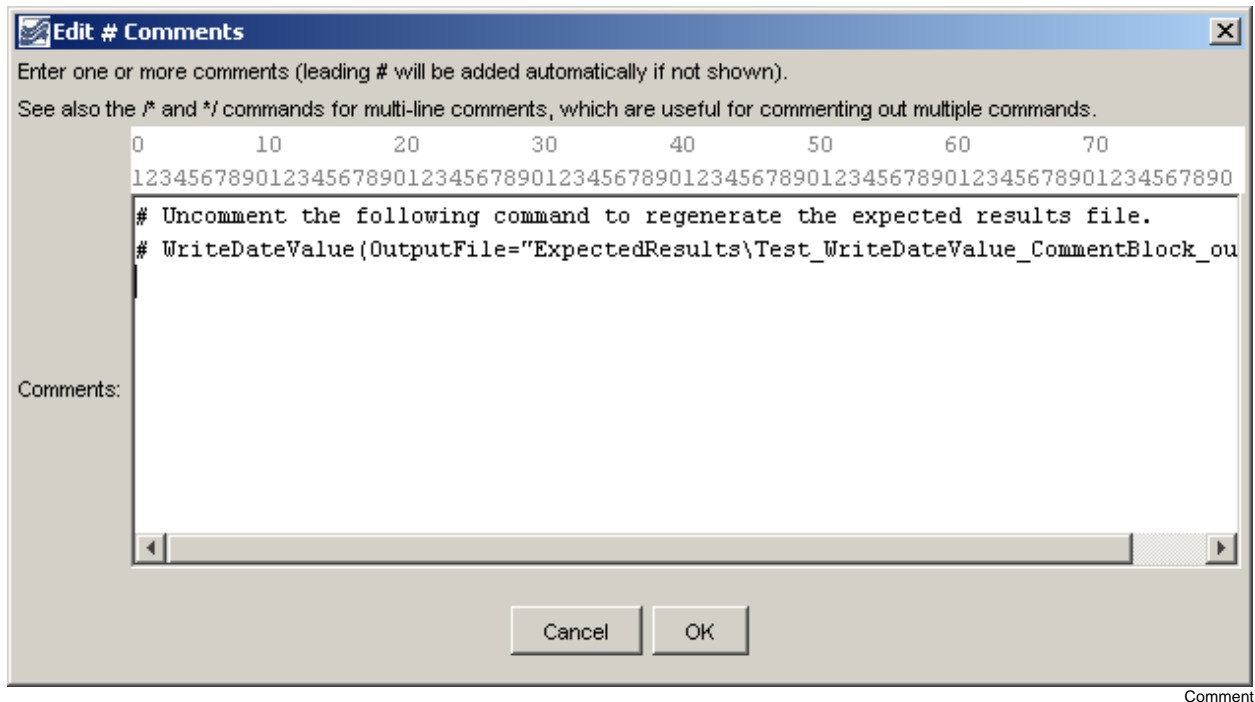 Edit # Comments
Enter one or more comments (leading # will be added automatically if not shown).
See also the /* and */ commands for multi-line comments, which are useful for commenting out multiple commands.
0 10 20 30 40 50 60 70
12345678901234567890123456789012345678901234567890123456789012345678901234567890
# Uncomment the following command to regenerate the expected results file.
# WriteDateValue(OutputFile="ExpectedResults\Test_WriteDateValue_CommentBlock_ou
Comments:
Cancel OK
Comment